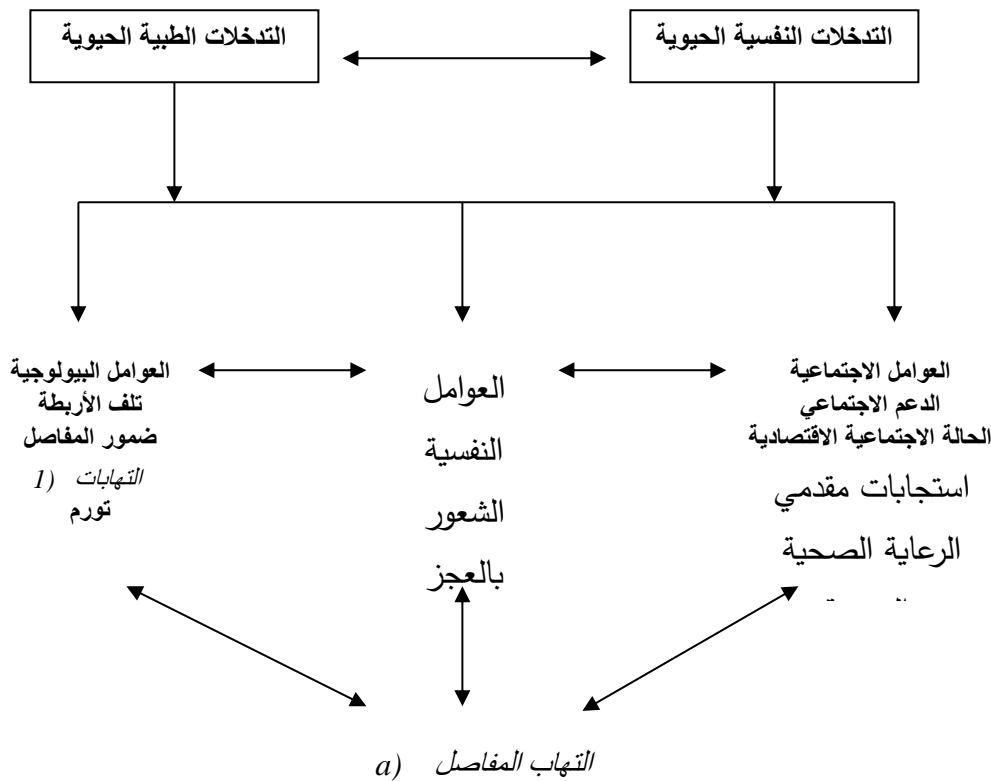 التدخلات النفسية الحيوية
التدخلات الطبية الحيوية
العوامل الاجتماعية
الدعم الاجتماعي
الحالة الاجتماعية الاقتصادية
استجابات مقدمي
الرعاية الصحية
العوامل
النفسية
الشعور
بالعجز
العوامل البيولوجية
تلف الأربطة
ضمور المفاصل
1) التهابات
تورم
a) التهاب المفاصل